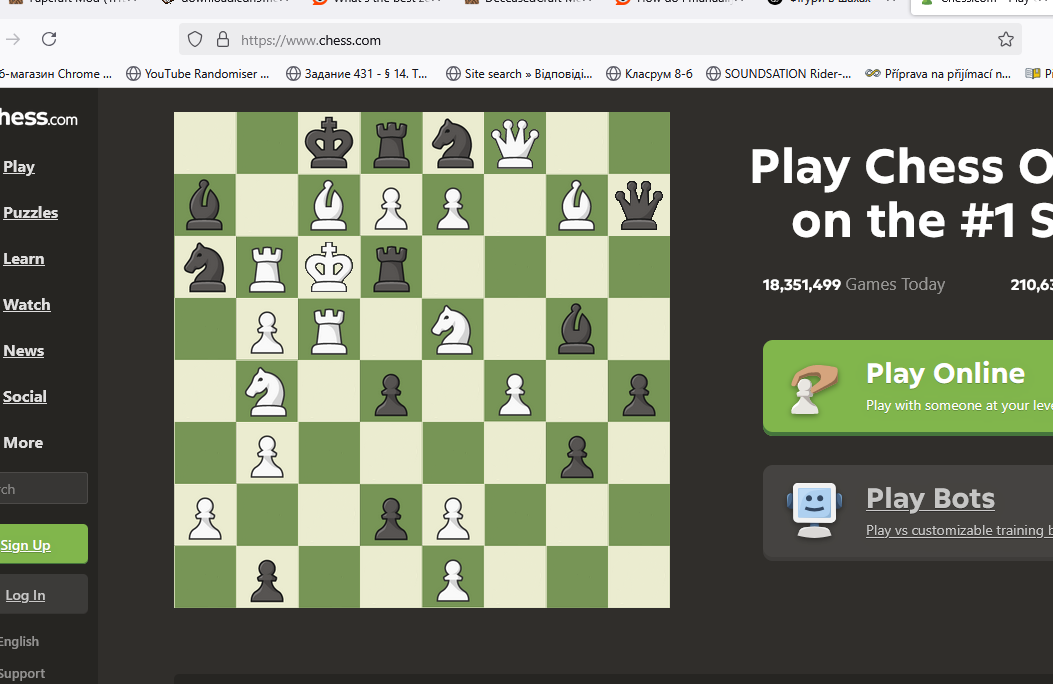 https://www.chess.com
б-магазин Chrome ... YouTube Randomiser ... Задание 431 - § 14. Т... Site search » Відповіді... Класрум 8-б SOUNDSATION Rider-... Příprava na přijímací n...
hess.com
Play
Puzzles
Learn
Watch
News
Social
More
rch
Sign Up
Log In
English
Support
Play Chess O
on the #1 S
18,351,499 Games Today 210,63
Play Online
Play with someone at your leve
Play Bots
Play vs customizable training b